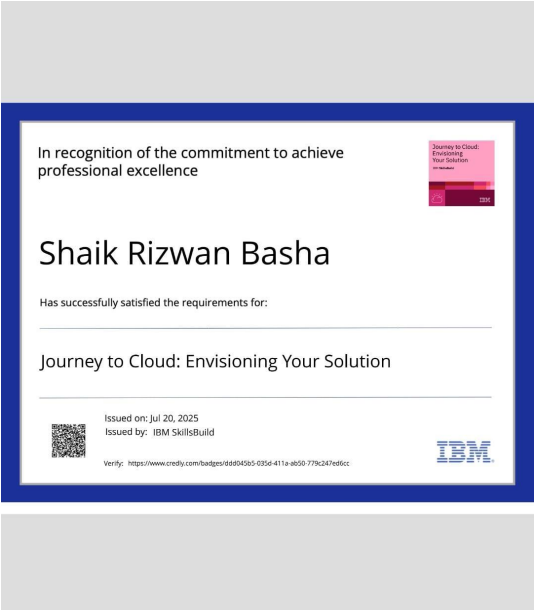 In recognition of the commitment to achieve
professional excellence
Journey to Cloud:
Envisioning
Your Solution
IBM SkillsBuild
IBM
Shaik Rizwan Basha
Has successfully satisfied the requirements for:
Journey to Cloud: Envisioning Your Solution
Issued on: Jul 20, 2025
Issued by: IBM SkillsBuild
Verify: https://www.credly.com/badges/ddd045b5-035d-411a-ab50-779c247ed6cc
IBM.